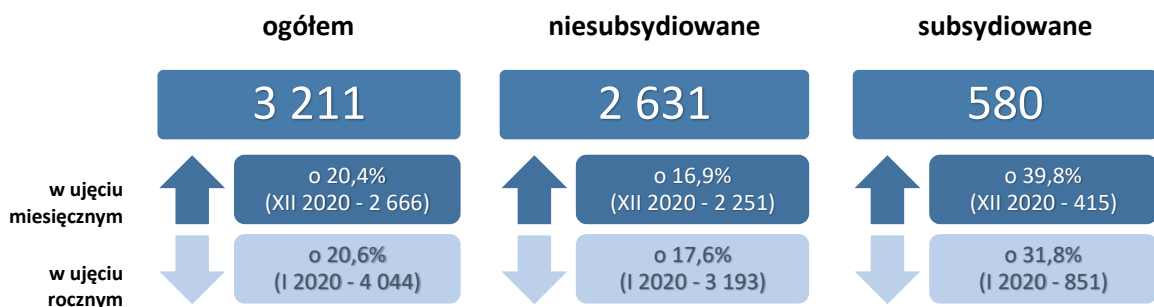 ogółem
niesubsydiowane
subsydiowane
3 211
2 631
580
w ujęciu
miesięcznym
o 20,4%
(XII 2020 - 2 666)
o 16,9%
(XII 2020 - 2 251)
o 39,8%
(XII 2020 - 415)
w ujęciu
rocznym
o 20,6%
(I 2020 - 4 044)
o 17,6%
(I 2020 - 3 193)
o 31,8%
(I 2020 - 851)